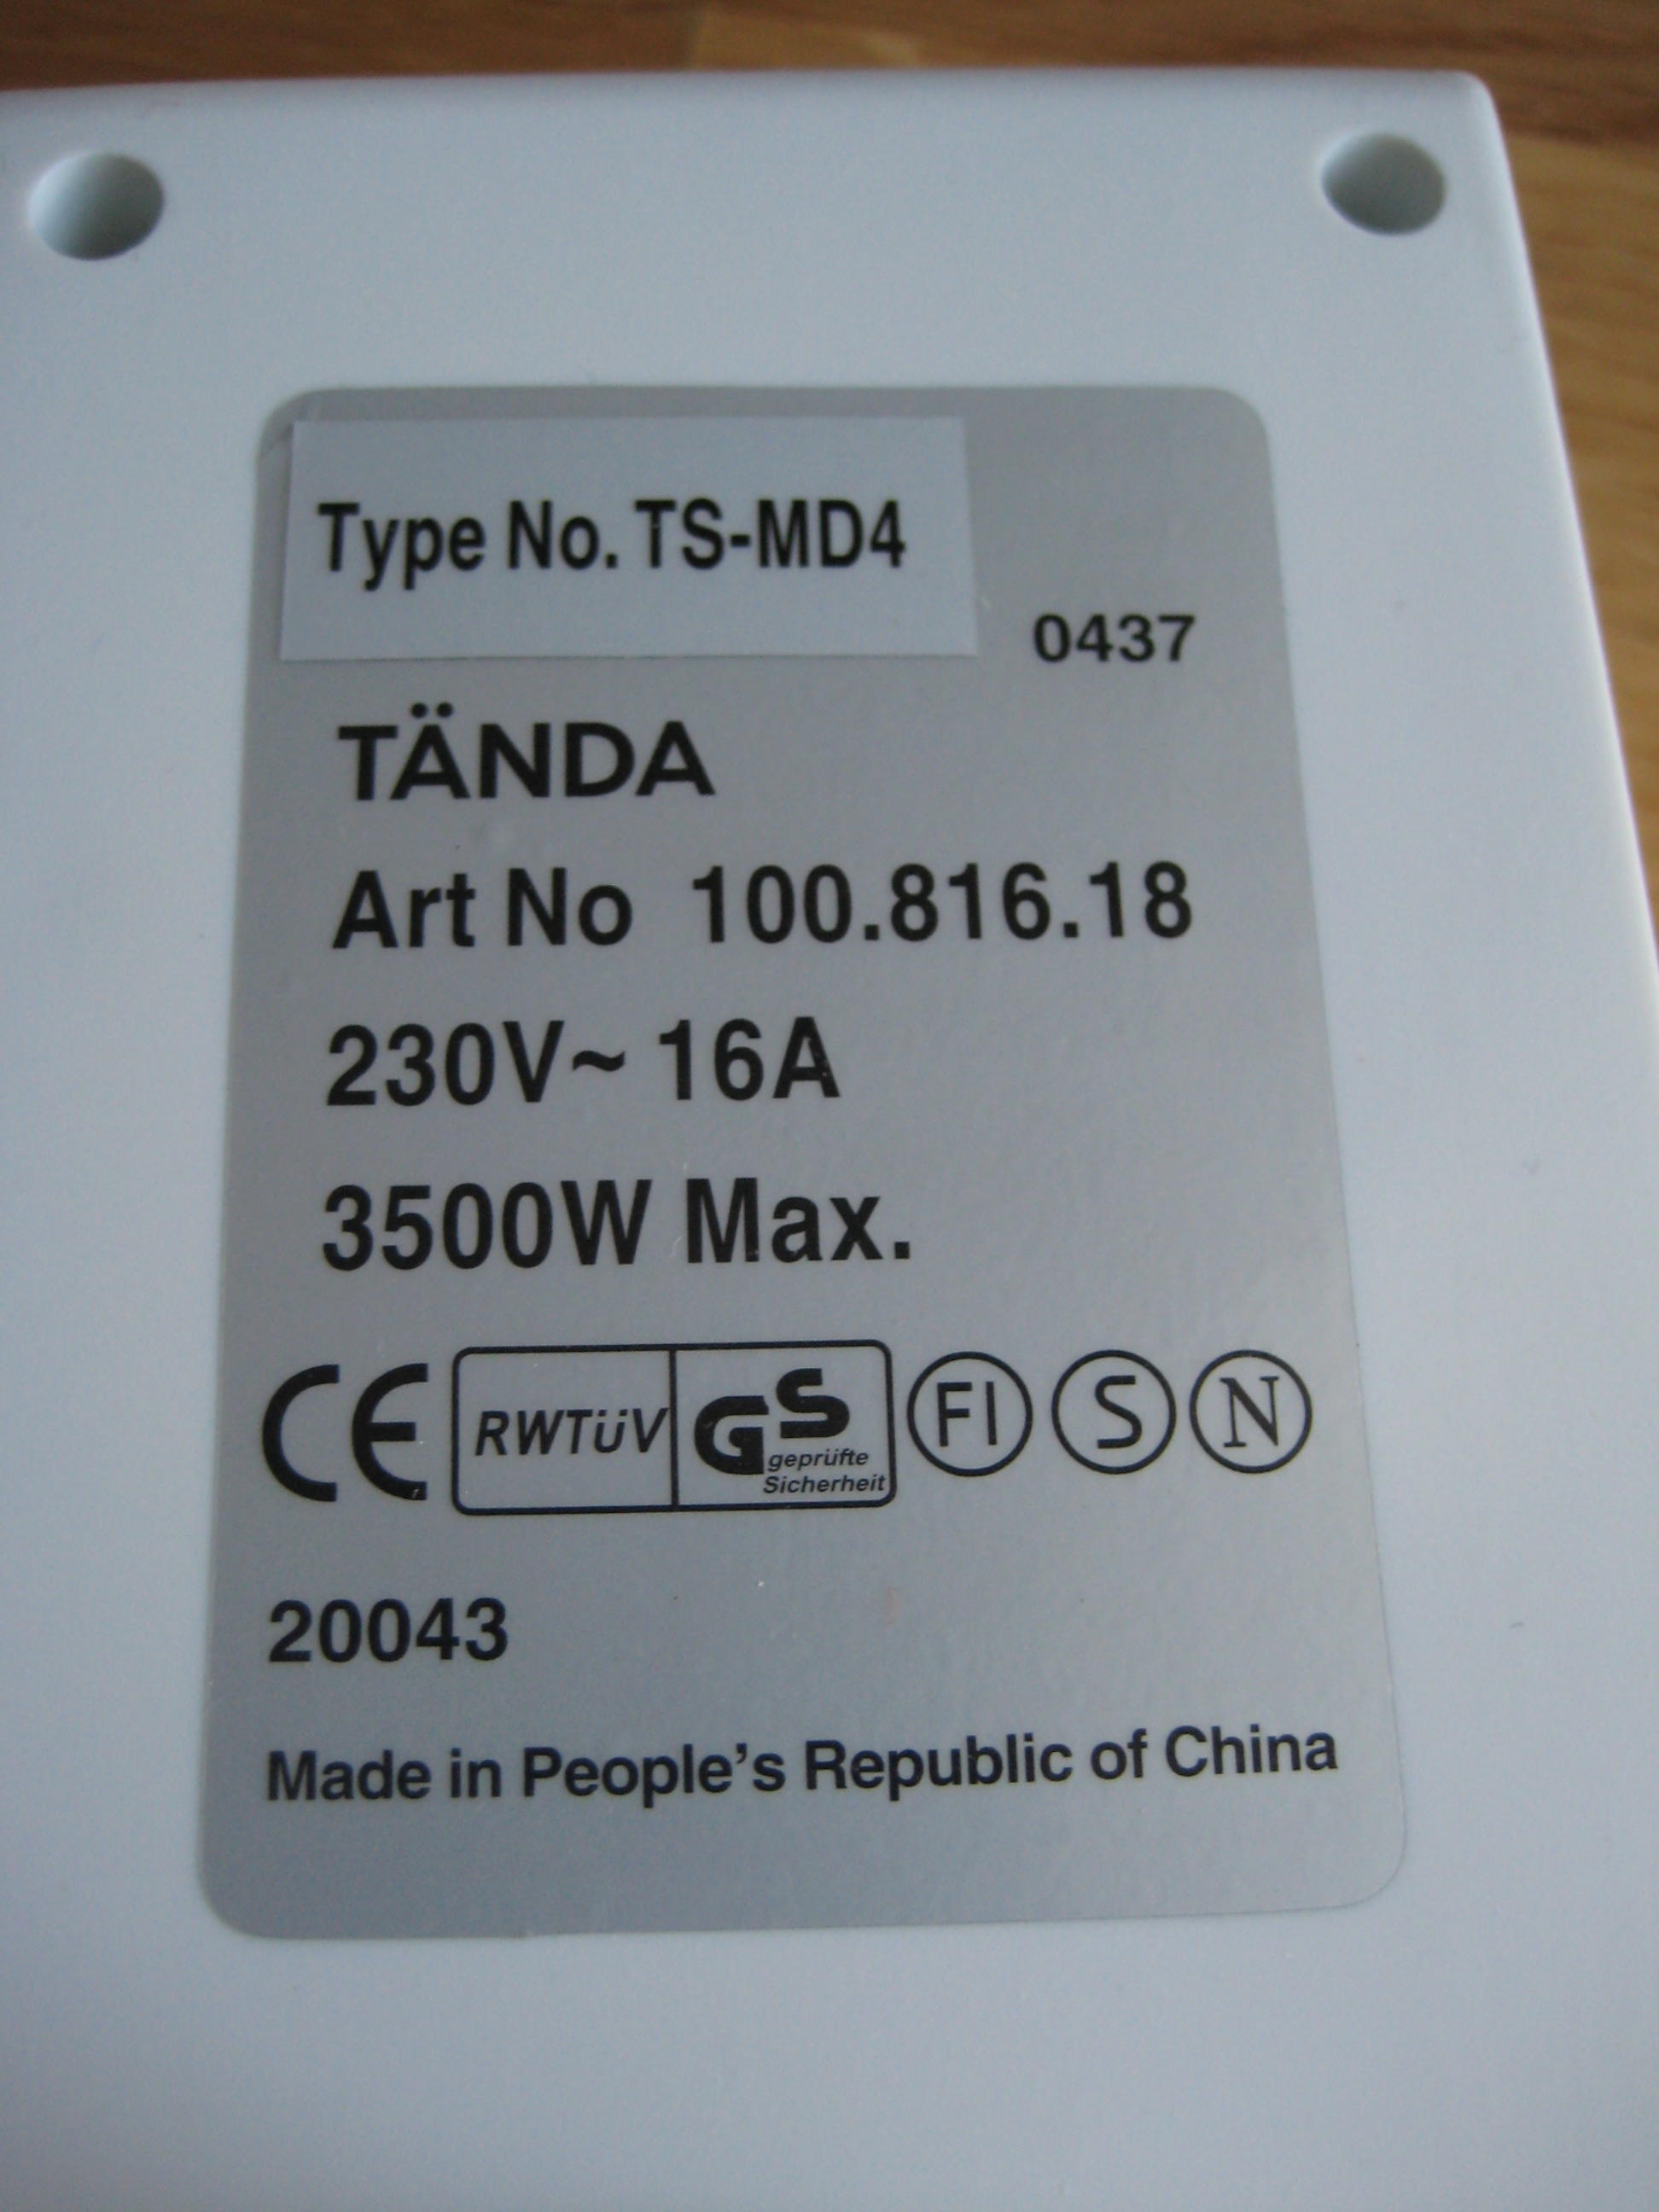 Type No. TS-MD4
0437
TÄNDA
Art No 100.816.18
230V~ 16A
3500W Max.
CE RWTüV GS geprüfte Sicherheit FI S N
20043
Made in People's Republic of China